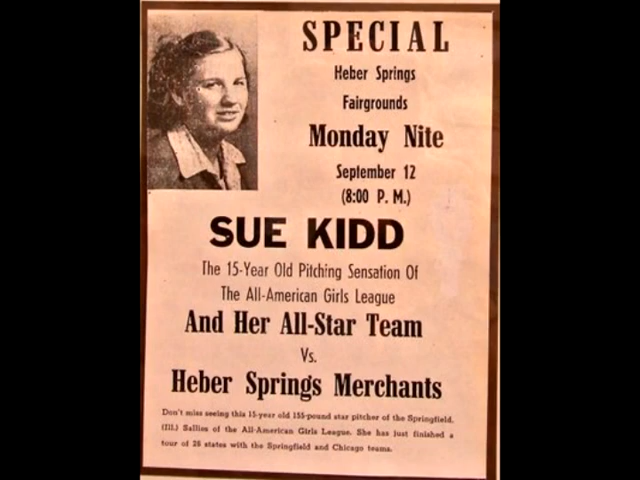 SPECIAL
Heber Springs
Fairgrounds
Monday Nite
September 12
(8:00 P. M.)
SUE KIDD
The 15-Year Old Pitching Sensation Of
The All-American Girls League
And Her All-Star Team
Vs.
Heber Springs Merchants
Don't miss seeing this 15-year old 155-pound star pitcher of the Springfield,
(Ill.) Sallies of the All-American Girls League. She has just finished a
tour of 26 states with the Springfield and Chicago teams.